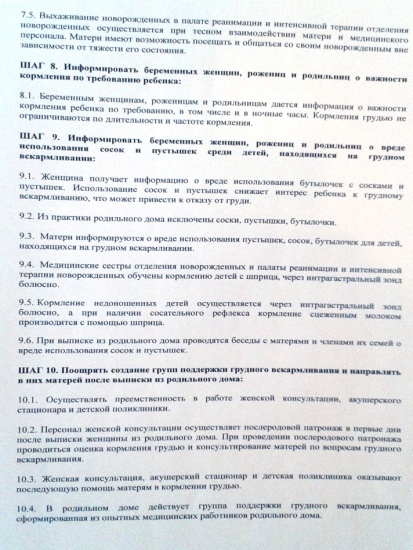 7.5. Выхаживание новорожденных в палате реанимации и интенсивной терапии отделения
новорожденных осуществляется при тесном взаимодействии матери и медицинского
персонала. Матери имеют возможность посещать и общаться со своим новорожденным вне
зависимости от тяжести его состояния.
ШАГ 8. Информировать беременных женщин, рожениц и родильниц о важности
кормления по требованию ребенка:
8.1. Беременным женщинам, роженицам и родильницам дается информация о важности
кормления ребенка по требованию, в том числе и в ночные часы. Кормления грудью не
ограничиваются по длительности и частоте кормления.
ШАГ 9. Информировать беременных женщин, рожениц и родильниц о вреде
использования сосок и пустышек среди детей, находящихся на грудном
вскармливании:
9.1. Женщина получает информацию о вреде использования бутылочек с сосками и
пустышек. Использование сосок и пустышек снижает интерес ребенка к грудному
вскармливанию, что может привести к отказу от груди.
9.2. Из практики родильного дома исключены соски, пустышки, бутылочки.
9.3. Матери информируются о вреде использования пустышек, сосок, бутылочек для детей,
находящихся на грудном вскармливании.
9.4. Медицинские сестры отделения новорожденных и палаты реанимации и интенсивной
терапии новорожденных обучены кормлению детей с шприца, через интрагастральный зонд
болюсно.
9.5. Кормление недоношенных детей осуществляется через интрагастральный зонд
болюсно, а при наличии сосательного рефлекса кормление сцеженным молоком
производится с помощью шприца.
9.6. При выписке из родильного дома проводятся беседы с матерями и членами их семей о
вреде использования сосок и пустышек.
ШАГ 10. Поощрять создание групп поддержки грудного вскармливания и направлять
в них матерей после выписки из родильного дома:
10.1. Осуществлять преемственность в работе женской консультации, акушерского
стационара и детской поликлиники.
10.2. Персонал женской консультации осуществляет послеродовой патронаж в первые дни
после выписки женщины из родильного дома. При проведении послеродового патронажа
проводиться оценка кормления грудью и консультирование матерей по вопросам грудного
вскармливания.
10.3. Женская консультация, акушерский стационар и детская поликлиника оказывают
последующую помощь матерям в кормлении грудью.
10.4. В родильном доме действует группа поддержки грудного вскармливания,
сформированная из опытных медицинских работников родильного дома.